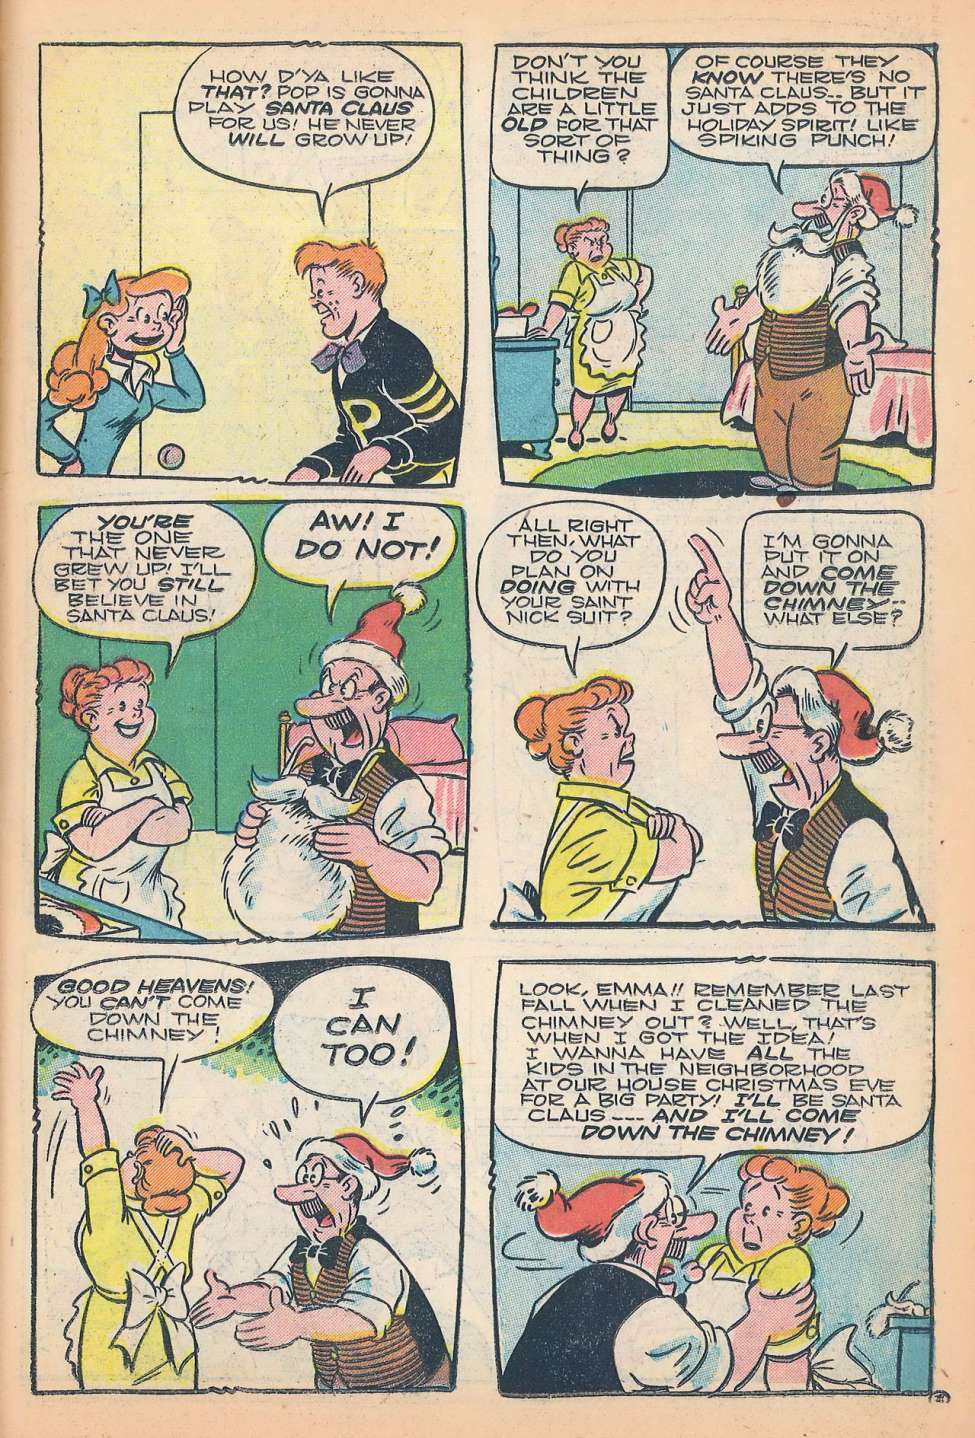 HOW D'YA LIKE
THAT? POP IS GONNA
PLAY SANTA CLAUS
FOR US! HE NEVER
WILL GROW UP!
P
DON'T YOU
THINK THE
CHILDREN
ARE A LITTLE
OLD FOR THAT
SORT OF
THING?
OF COURSE THEY
KNOW THERE'S NO
SANTA CLAUS-- BUT IT
JUST ADDS TO THE
HOLIDAY SPIRIT! LIKE
SPIKING PUNCH!
YOU'RE
THE ONE
THAT NEVER
GREW UP! I'LL
BET YOU STILL
BELIEVE IN
SANTA CLAUS!
AW! I
DO NOT!
ALL RIGHT
THEN, WHAT
DO YOU
PLAN ON
DOING WITH
YOUR SAINT
NICK SUIT?
I'M GONNA
PUT IT ON
AND COME
DOWN THE
CHIMNEY--
WHAT ELSE?
GOOD HEAVENS!
YOU CAN'T COME
DOWN THE
CHIMNEY!
I
CAN
TOO!
LOOK, EMMA!! REMEMBER LAST
FALL WHEN I CLEANED THE
CHIMNEY OUT? WELL, THAT'S
WHEN I GOT THE IDEA!
I WANNA HAVE ALL THE
KIDS IN THE NEIGHBORHOOD
AT OUR HOUSE CHRISTMAS EVE
FOR A BIG PARTY! I'LL BE SANTA
CLAUS--- AND I'LL COME
DOWN THE CHIMNEY!